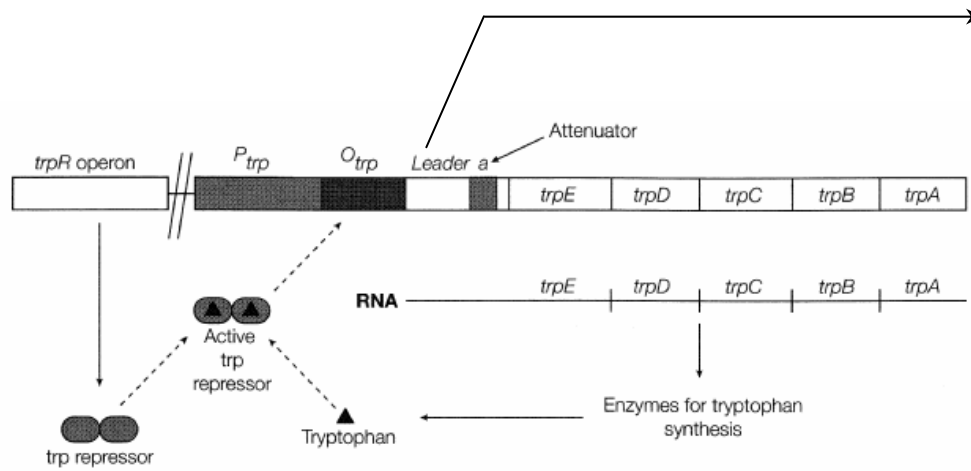 Attenuator
trpR operon
Ptrp
Otrp
Leader a
trpE
trpD
trpC
trpB
trpA
RNA
trpE
trpD
trpC
trpB
trpA
Active
trp
repressor
Enzymes for tryptophan
synthesis
Tryptophan
trp repressor